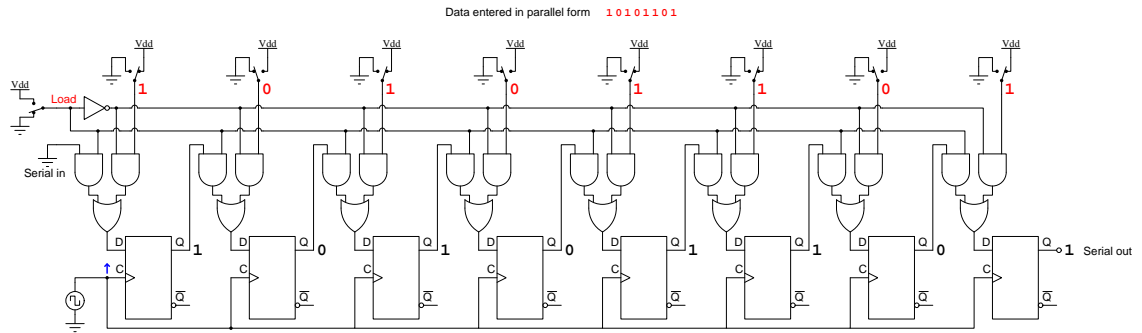 Data entered in parallel form 1 0 1 0 1 1 0 1
Vdd Vdd Vdd Vdd Vdd Vdd Vdd Vdd
Vdd
1 0 1 0 1 1 0 1
Load
Serial in
D Q D Q D Q D Q D Q D Q D Q D Q
1 0 1 0 1 1 0 1 Serial out
C C C C C C C C
Q Q Q Q Q Q Q Q